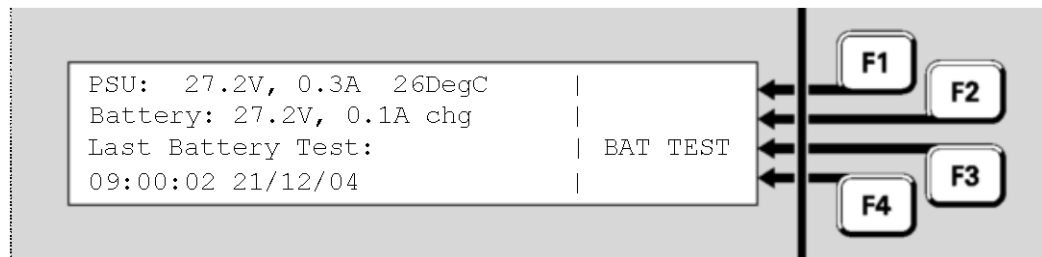 PSU: 27.2V, 0.3A 26DegC |
Battery: 27.2V, 0.1A chg |
Last Battery Test: | BAT TEST
09:00:02 21/12/04 |
F1
F2
F3
F4